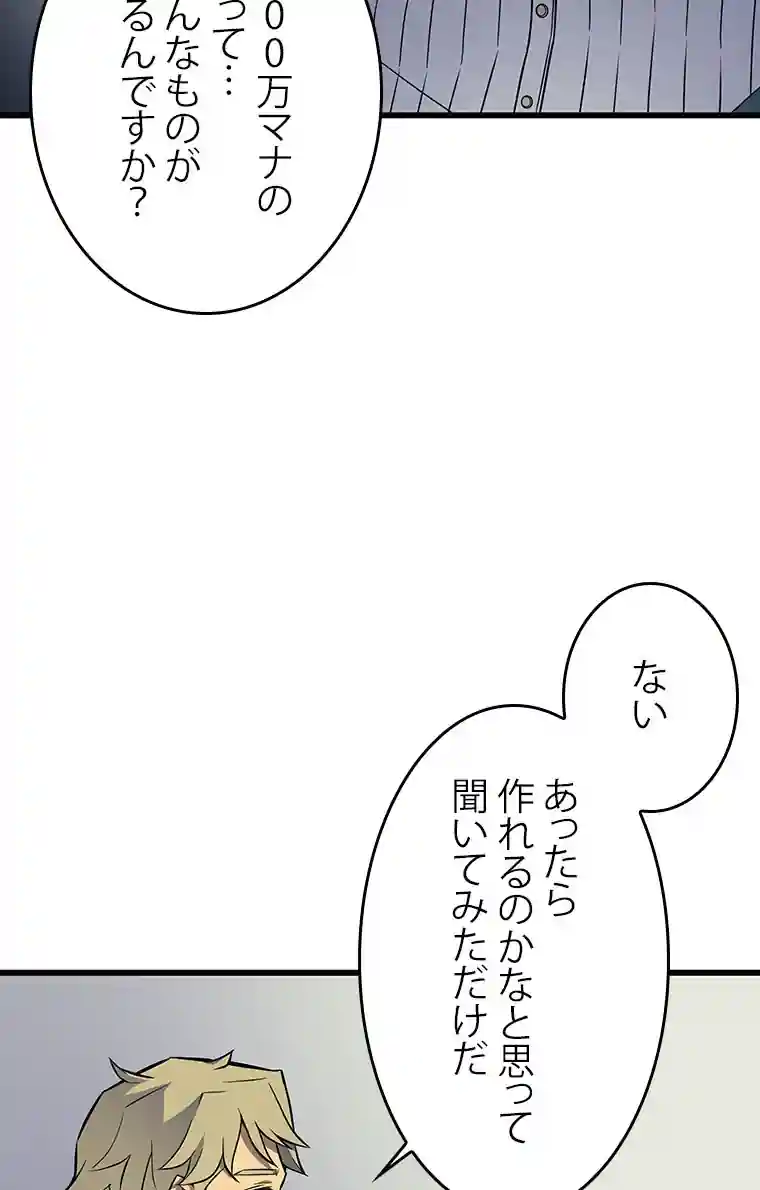 00万マナの
って…
んなものが
るんですか？
ない
あったら
作れるのかなと思って
聞いてみただけだ